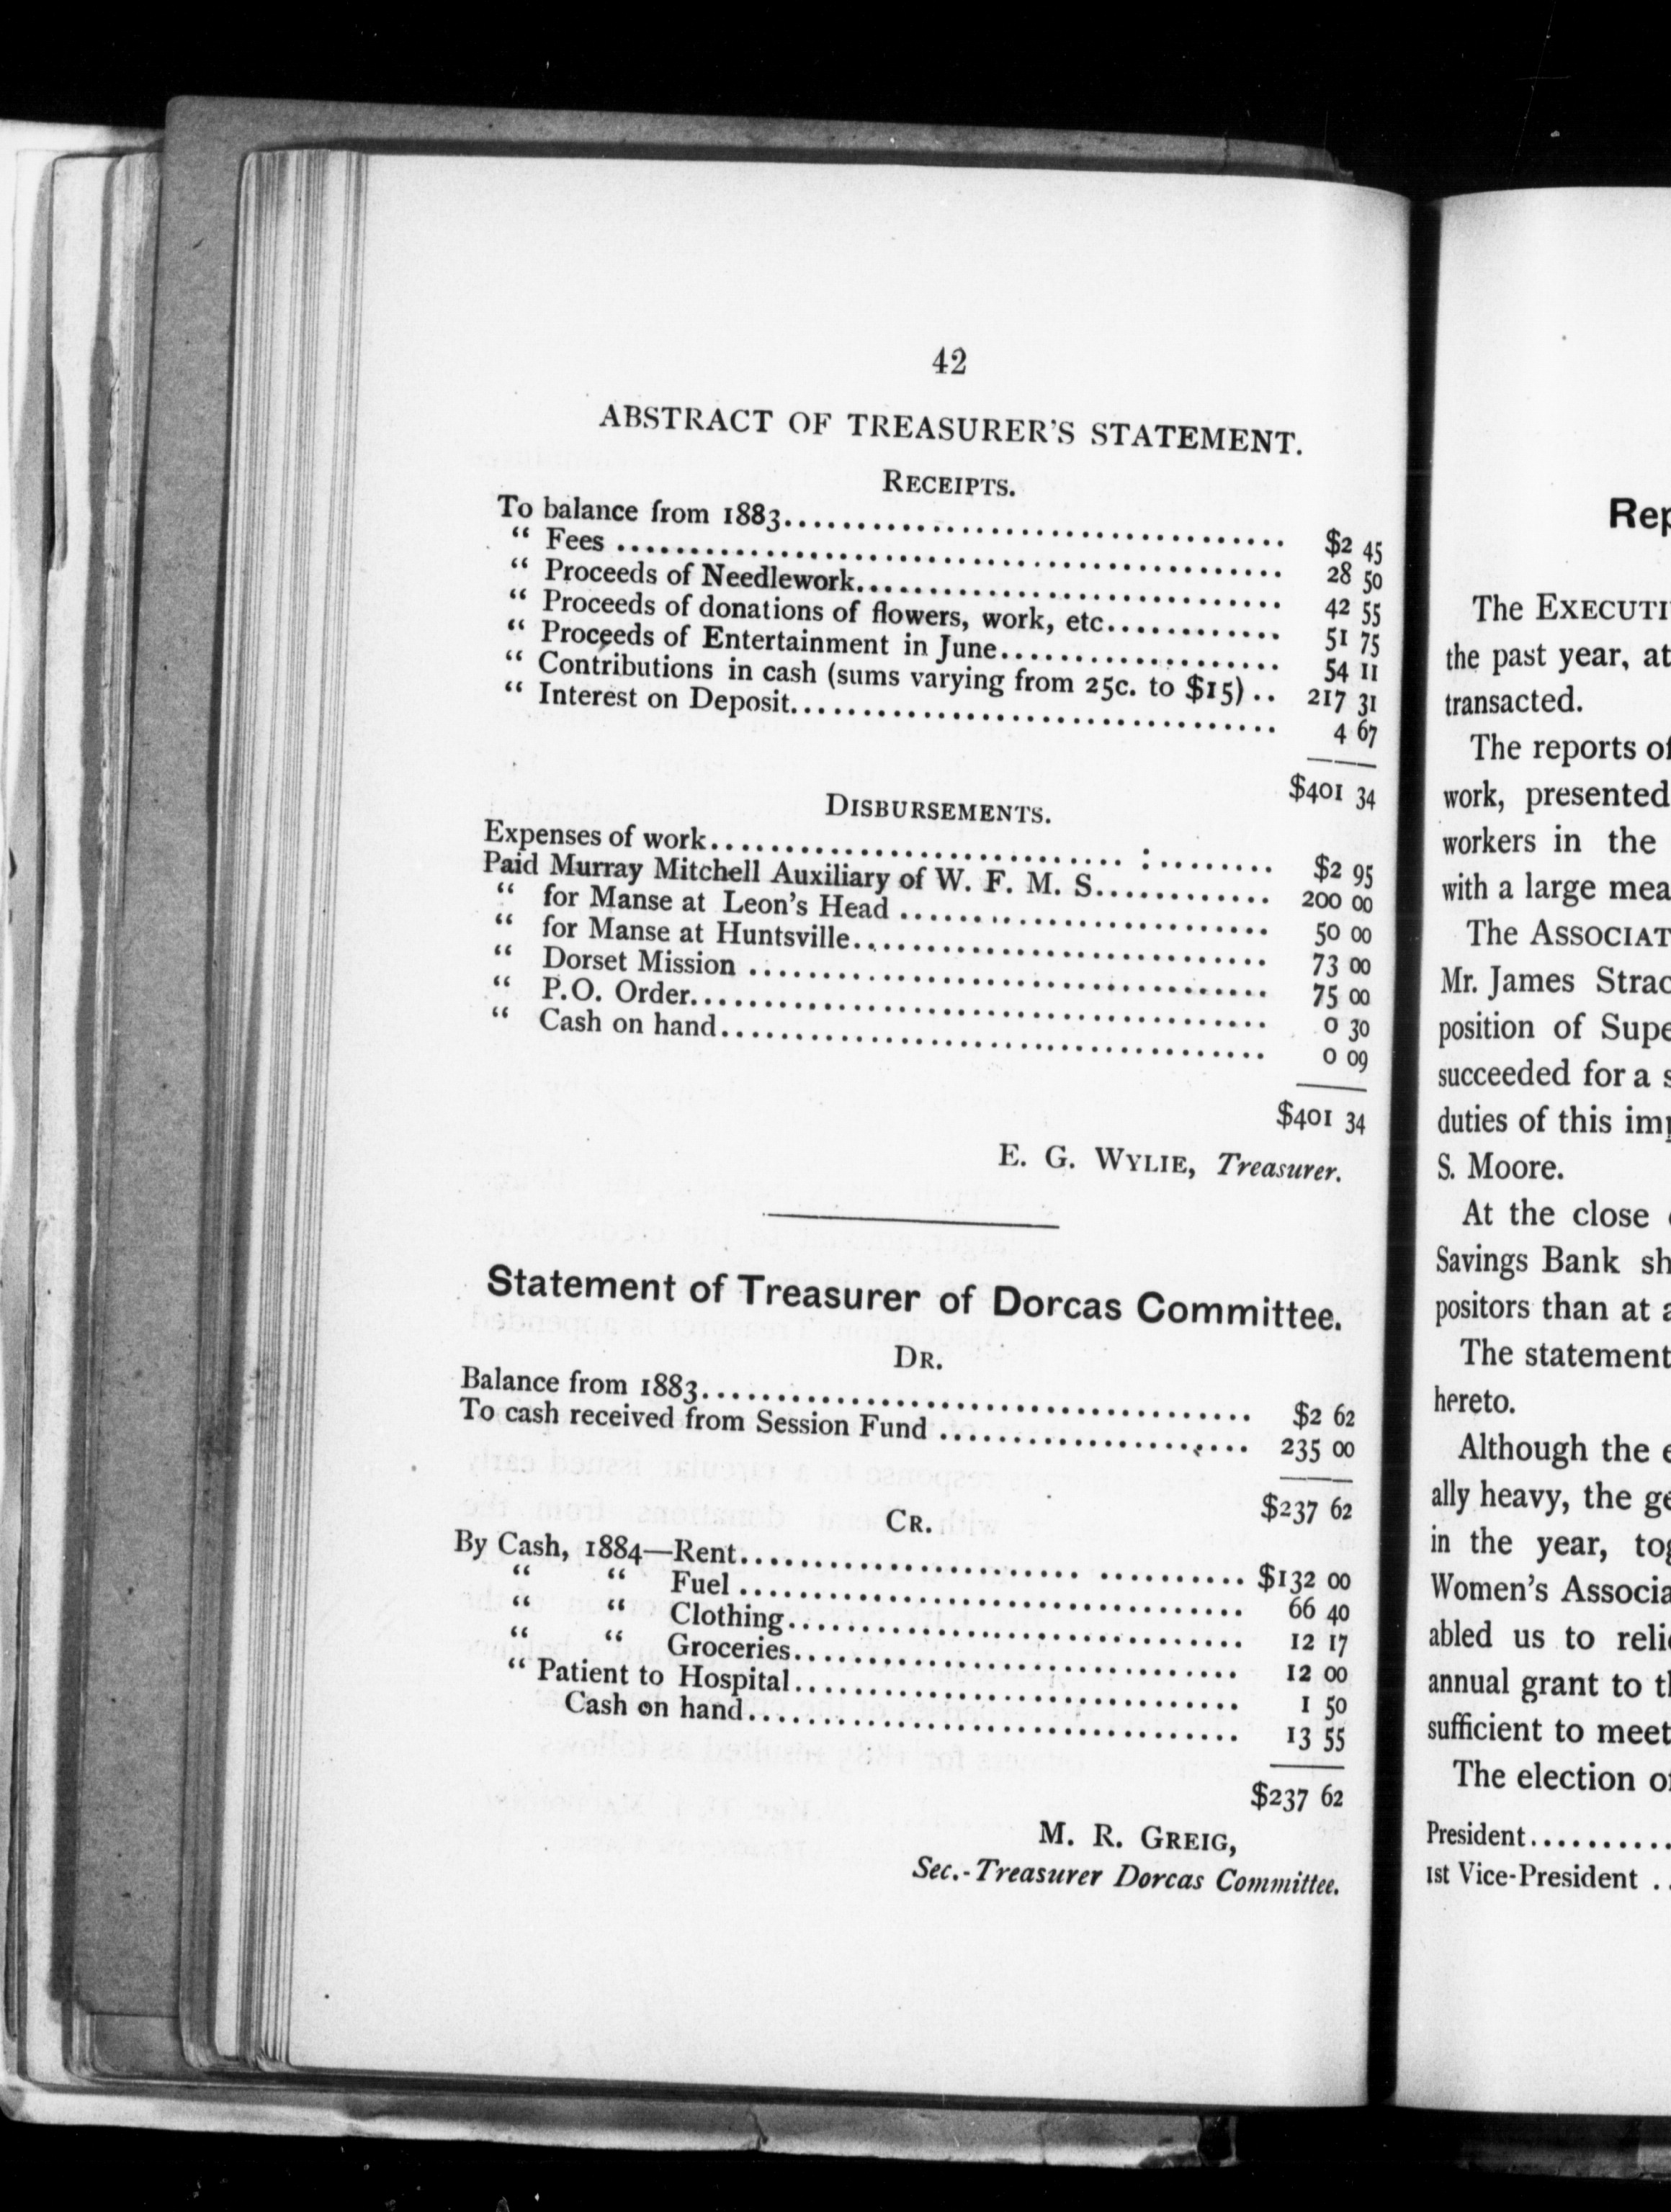 42
ABSTRACT OF TREASURER'S STATEMENT.
RECEIPTS.
To balance from 1883........................ $2 45
“ Fees ........................ 28 50
“ Proceeds of Needlework........................ 42 55
“ Proceeds of donations of flowers, work, etc............ 51 75
“ Proceeds of Entertainment in June.................. 54 11
“ Contributions in cash (sums varying from 25c. to $15) .. 217 31
“ Interest on Deposit........................ 4 67
$401 34
DISBURSEMENTS.
Expenses of work........................ $2 95
Paid Murray Mitchell Auxiliary of W. F. M. S............ 200 00
“ for Manse at Leon's Head ........................ 50 00
“ for Manse at Huntsville........................ 73 00
“ Dorset Mission ........................ 75 00
“ P.O. Order........................ 0 30
“ Cash on hand........................ 0 09
$401 34
E. G. WYLIE, Treasurer.
Statement of Treasurer of Dorcas Committee.
DR.
Balance from 1883........................ $2 62
To cash received from Session Fund .................. 235 00
$237 62
CR.
By Cash, 1884—Rent........................ $132 00
“ “ Fuel ........................ 66 40
“ “ Clothing........................ 12 17
“ “ Groceries........................ 12 00
“ Patient to Hospital........................ 1 50
Cash on hand........................ 13 55
$237 62
M. R. GREIG,
Sec.-Treasurer Dorcas Committee.
Rep
The EXECUTI
the past year, at
transacted.
The reports of
work, presented
workers in the
with a large mea
The ASSOCIAT
Mr. James Strac
position of Supe
succeeded for a s
duties of this imp
S. Moore.
At the close
Savings Bank sh
positors than at a
The statement
hereto.
Although the e
ally heavy, the ge
in the year, tog
Women's Associa
abled us to relie
annual grant to th
sufficient to meet
The election of
President..........
1st Vice-President ..